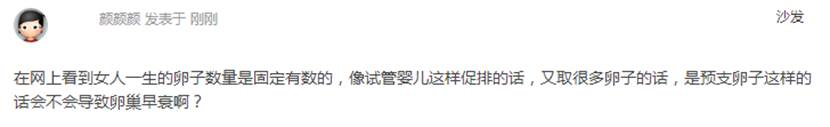 颜颜颜 发表于 刚刚 沙发
在网上看到女人一生的卵子数量是固定有数的，像试管婴儿这样促排的话，又取很多卵子的话，是预支卵子这样的
话会不会导致卵巢早衰啊？